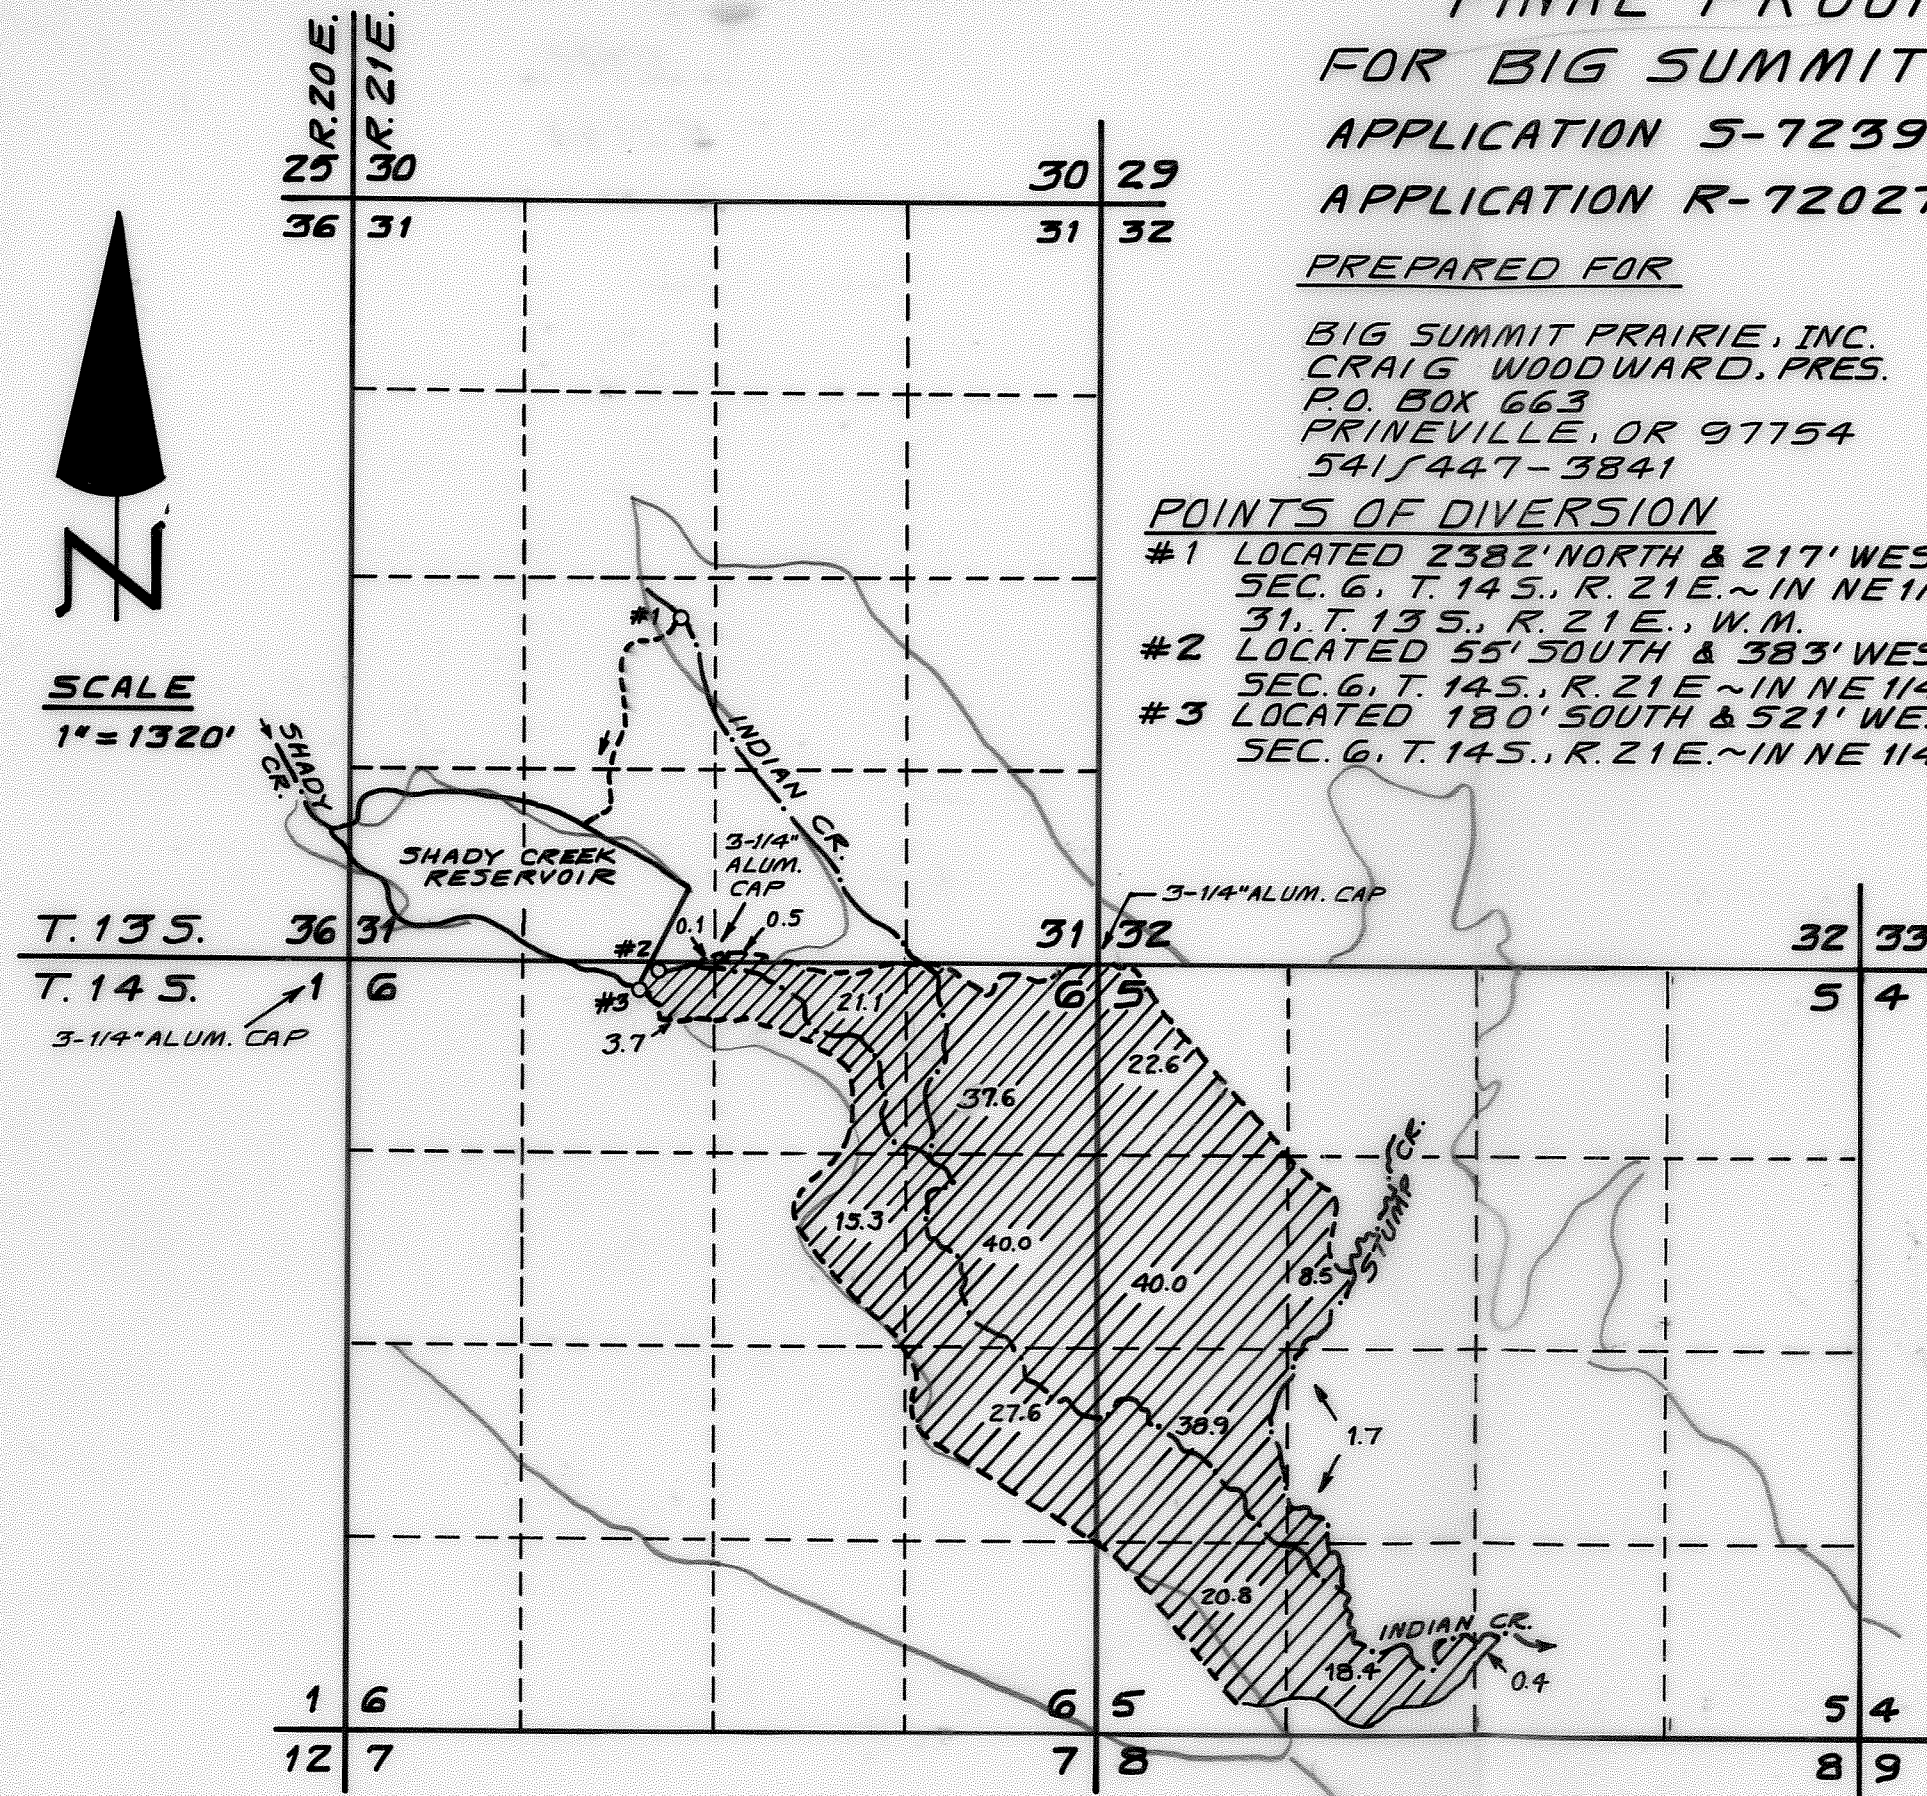 FINAL PROOF
FOR BIG SUMMIT
APPLICATION S-7239
APPLICATION R-72027
PREPARED FOR
BIG SUMMIT PRAIRIE, INC.
CRAIG WOODWARD, PRES.
P.O. BOX 663
PRINEVILLE, OR 97754
541/447-3841
POINTS OF DIVERSION
#1 LOCATED 2382' NORTH & 217' WES
SEC. 6, T. 14 S., R. 21 E. ~ IN NE 1/
31, T. 13 S., R. 21 E., W.M.
#2 LOCATED 55' SOUTH & 383' WES
SEC. 6, T. 14 S., R. 21 E ~ IN NE 1/4
#3 LOCATED 180' SOUTH & 521' WE
SEC. 6, T. 14 S., R. 21 E. ~ IN NE 1/4
R. 20 E.
R. 21 E.
25 30
36 31
30 29
31 32
N
SCALE
1" = 1320'
#1
SHADY
CR.
INDIAN CR.
SHADY CREEK
RESERVOIR
3-1/4"
ALUM.
CAP
0.1
0.5
3-1/4" ALUM. CAP
T. 13 S.
36 31
31 32
32 33
#2
T. 14 S.
1 6
6 5
5 4
#3
3-1/4" ALUM. CAP
3.7
21.1
22.6
37.6
STUMP CR.
15.3
40.0
40.0
8.5
27.6
38.9
1.7
20.8
INDIAN CR.
18.4
0.4
1 6
6 5
5 4
12 7
7 8
8 9